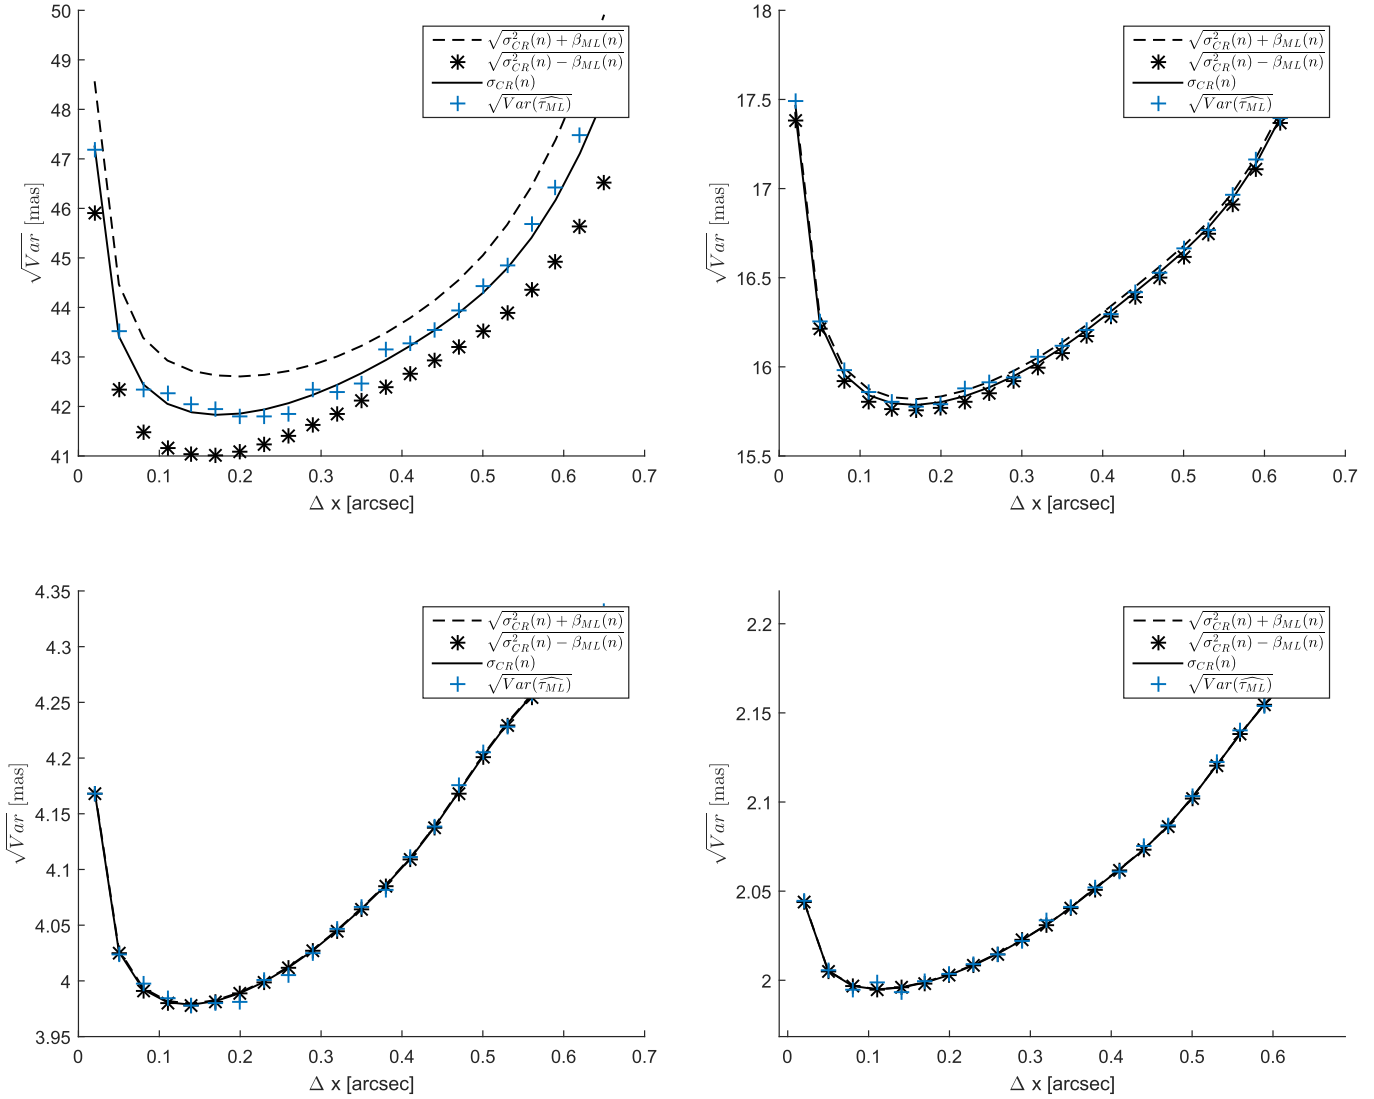 50
49
48
47
46
45
44
43
42
41
0 0.1 0.2 0.3 0.4 0.5 0.6 0.7
√Var [mas]
Δ x [arcsec]
√σ²_CR(n) + β_ML(n)
√σ²_CR(n) − β_ML(n)
σ_CR(n)
√Var(τ̂_ML)
18
17.5
17
16.5
16
15.5
0 0.1 0.2 0.3 0.4 0.5 0.6 0.7
√Var [mas]
Δ x [arcsec]
√σ²_CR(n) + β_ML(n)
√σ²_CR(n) − β_ML(n)
σ_CR(n)
√Var(τ̂_ML)
4.35
4.3
4.25
4.2
4.15
4.1
4.05
4
3.95
0 0.1 0.2 0.3 0.4 0.5 0.6 0.7
√Var [mas]
Δ x [arcsec]
√σ²_CR(n) + β_ML(n)
√σ²_CR(n) − β_ML(n)
σ_CR(n)
√Var(τ̂_ML)
2.2
2.15
2.1
2.05
2
0 0.1 0.2 0.3 0.4 0.5 0.6
√Var [mas]
Δ x [arcsec]
√σ²_CR(n) + β_ML(n)
√σ²_CR(n) − β_ML(n)
σ_CR(n)
√Var(τ̂_ML)